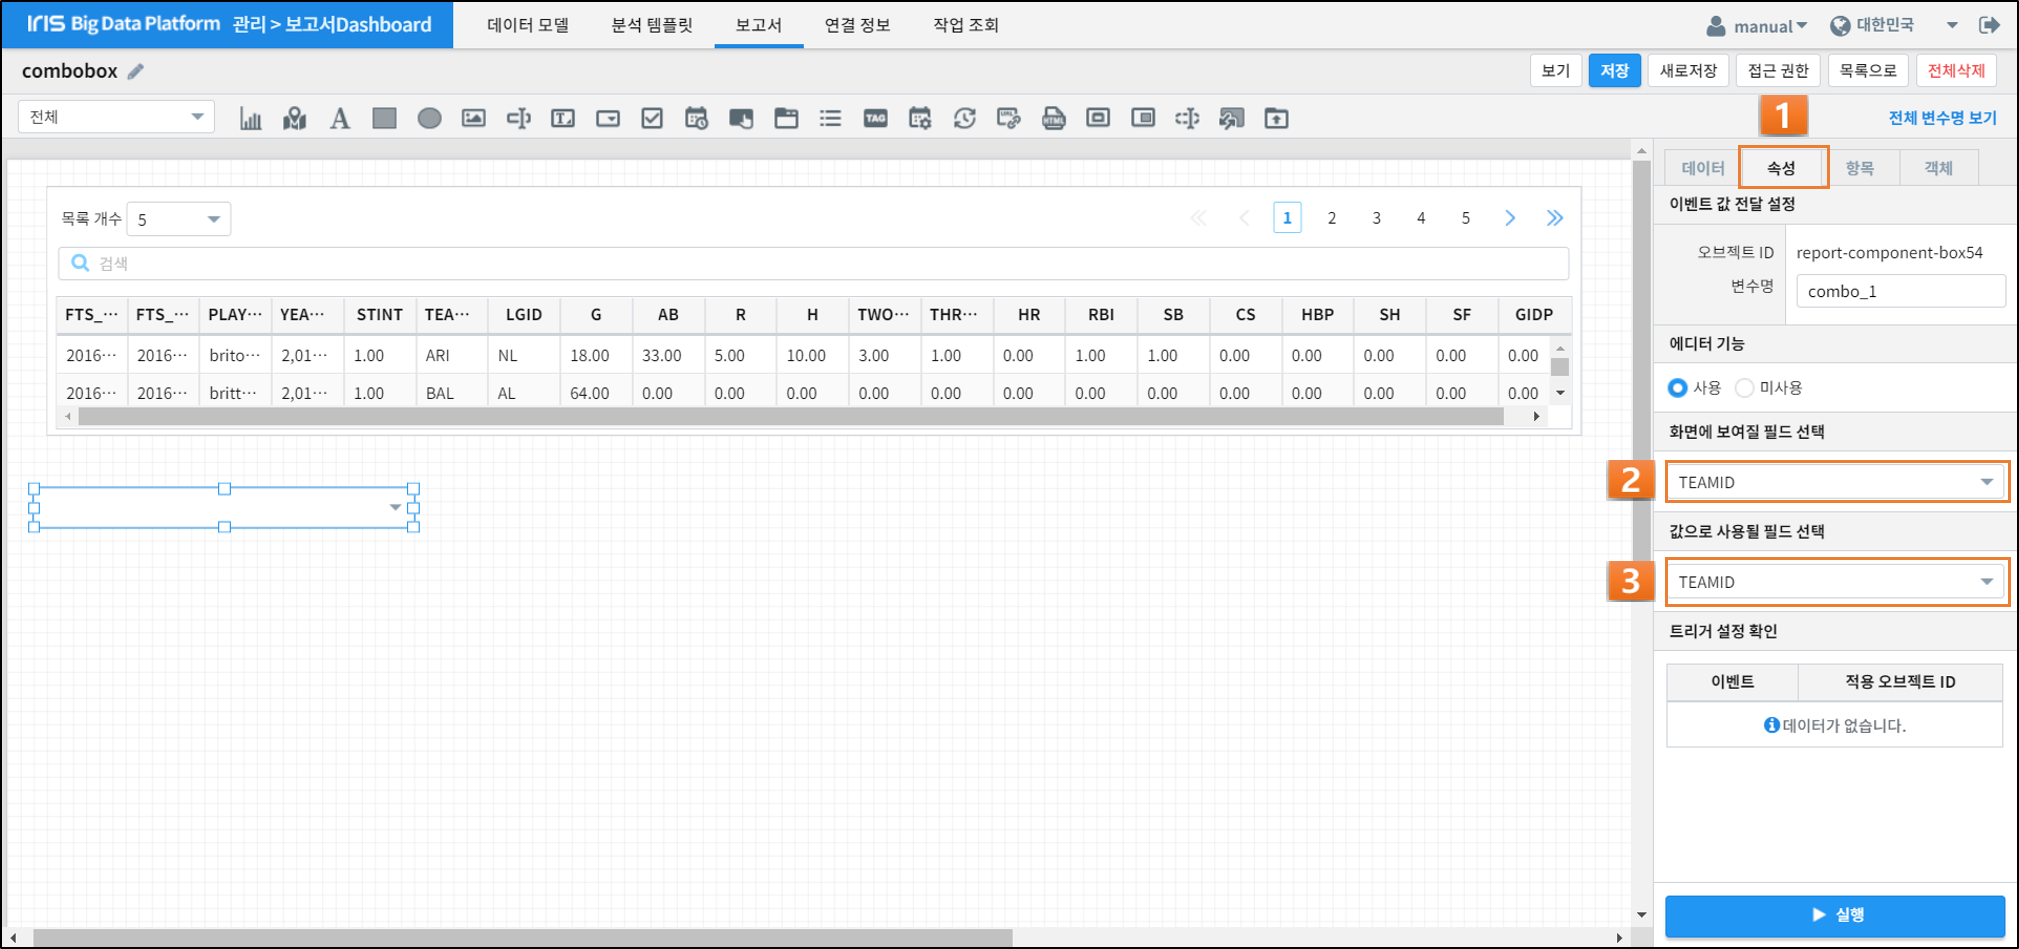 IRIS Big Data Platform 관리 > 보고서Dashboard 데이터 모델 분석 템플릿 보고서 연결 정보 작업 조회 manual 대한민국
combobox 보기 저장 새로저장 접근 권한 목록으로 전체삭제
전체 A T TAG HTML 1 전체 변수명 보기
데이터 속성 항목 객체
이벤트 값 전달 설정
목록 개수 5 1 2 3 4 5
오브젝트 ID report-component-box54
검색
변수명 combo_1
FTS_··· FTS_··· PLAY··· YEA··· STINT TEA··· LGID G AB R H TWO··· THR··· HR RBI SB CS HBP SH SF GIDP
2016··· 2016··· brito··· 2,01··· 1.00 ARI NL 18.00 33.00 5.00 10.00 3.00 1.00 0.00 1.00 1.00 0.00 0.00 0.00 0.00 0.00
2016··· 2016··· britt··· 2,01··· 1.00 BAL AL 64.00 0.00 0.00 0.00 0.00 0.00 0.00 0.00 0.00 0.00 0.00 0.00 0.00 0.00
에디터 기능
사용 미사용
화면에 보여질 필드 선택
2 TEAMID
값으로 사용될 필드 선택
3 TEAMID
트리거 설정 확인
이벤트 적용 오브젝트 ID
데이터가 없습니다.
실행